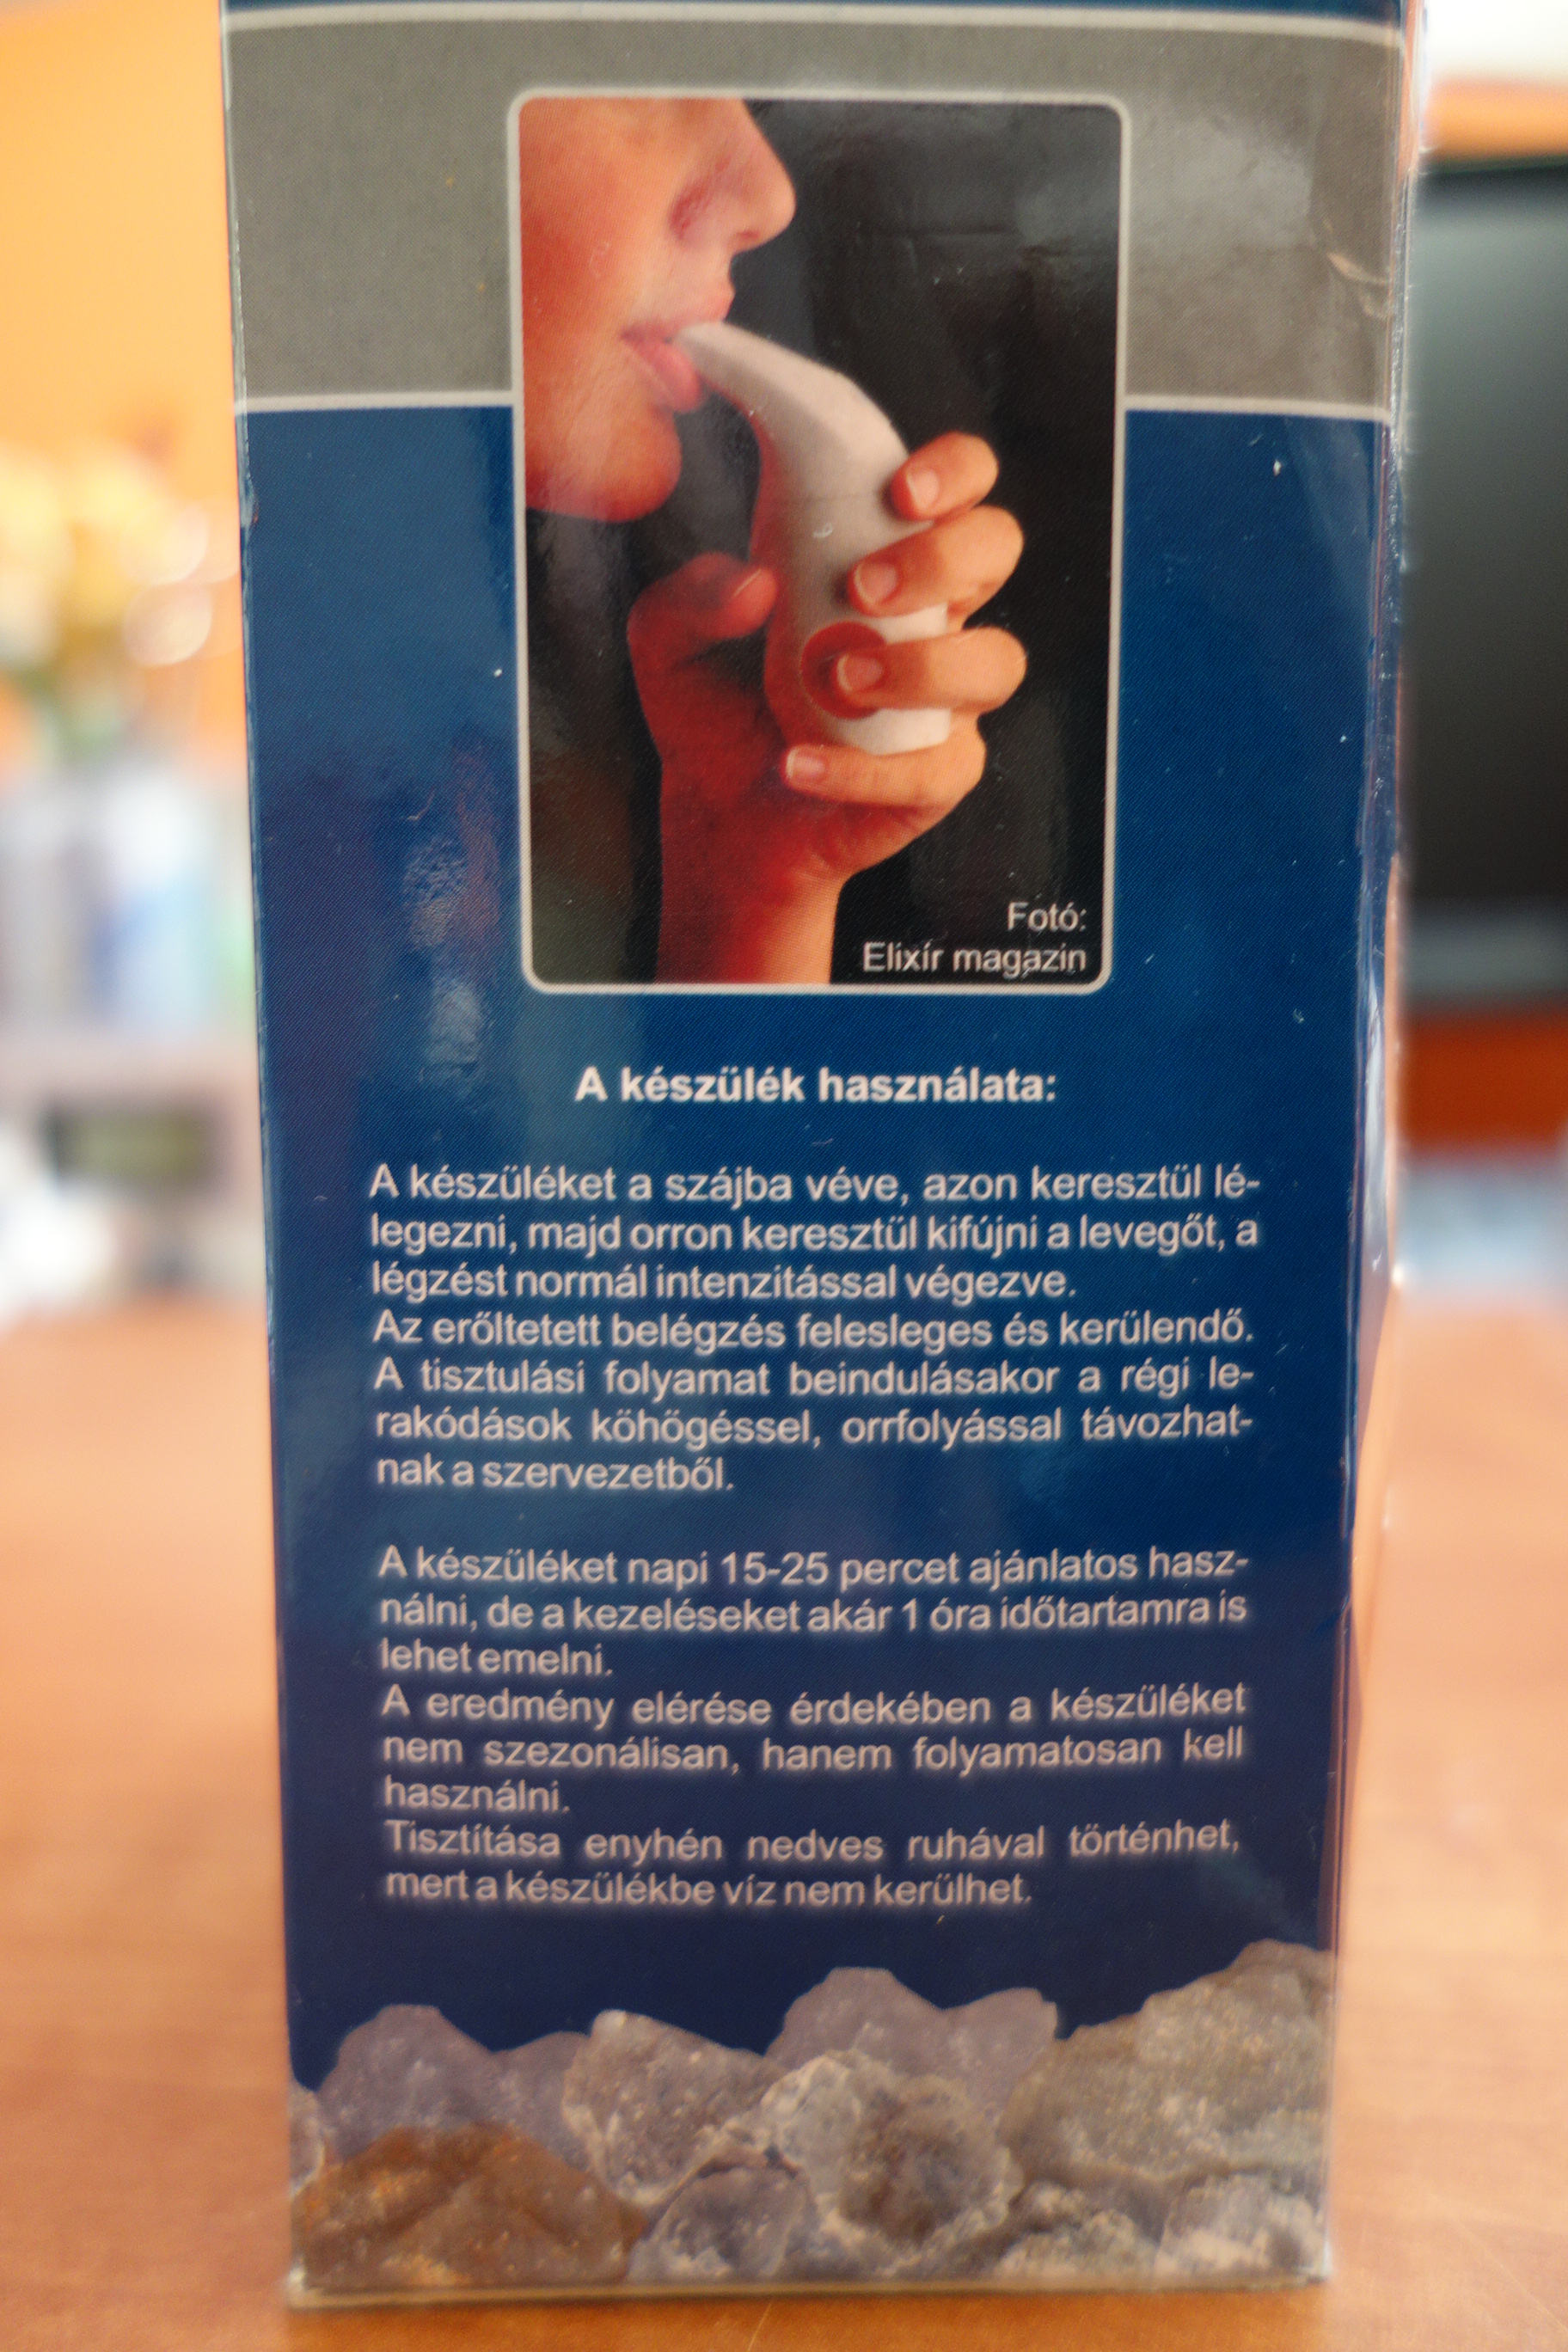 Fotó:
Elixír magazin
A készülék használata:
A készüléket a szájba véve, azon keresztül lé-
legezni, majd orron keresztül kifújni a levegőt, a
légzést normál intenzitással végezve.
Az erőltetett belégzés felesleges és kerülendő.
A tisztulási folyamat beindulásakor a régi le-
rakódások köhögéssel, orrfolyással távozhat-
nak a szervezetből.
A készüléket napi 15-25 percet ajánlatos hasz-
nálni, de a kezeléseket akár 1 óra időtartamra is
lehet emelni.
A eredmény elérése érdekében a készüléket
nem szezonálisan, hanem folyamatosan kell
használni.
Tisztítása enyhén nedves ruhával történhet,
mert a készülékbe víz nem kerülhet.